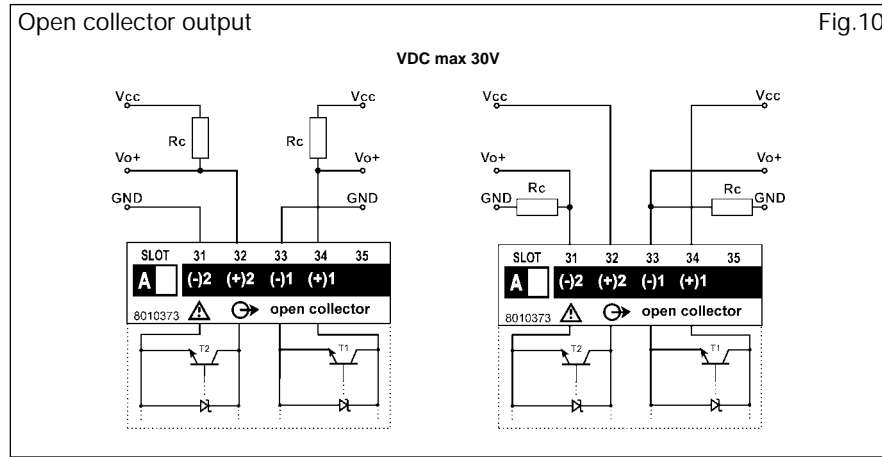 Open collector output Fig.10
VDC max 30V
Vcc Vcc Vcc Vcc
Rc Rc
Vo+ Vo+ Vo+ Vo+
Rc Rc
GND GND GND GND
SLOT 31 32 33 34 35
A (-)2 (+)2 (-)1 (+)1
8010373 open collector
T2 T1
SLOT 31 32 33 34 35
A (-)2 (+)2 (-)1 (+)1
8010373 open collector
T2 T1